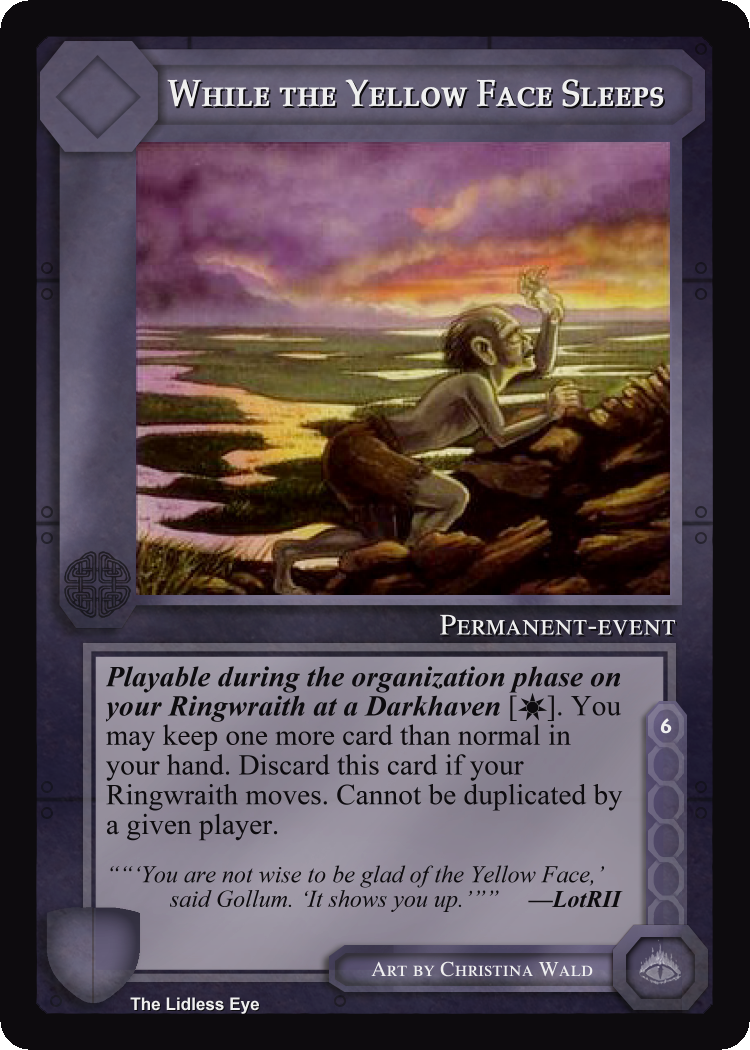 While the Yellow Face Sleeps
Permanent-event
Playable during the organization phase on
your Ringwraith at a Darkhaven [☀]. You
may keep one more card than normal in
your hand. Discard this card if your
Ringwraith moves. Cannot be duplicated by
a given player.
6
““‘You are not wise to be glad of the Yellow Face,’
said Gollum. ‘It shows you up.’”” —LotRII
Art by Christina Wald
The Lidless Eye